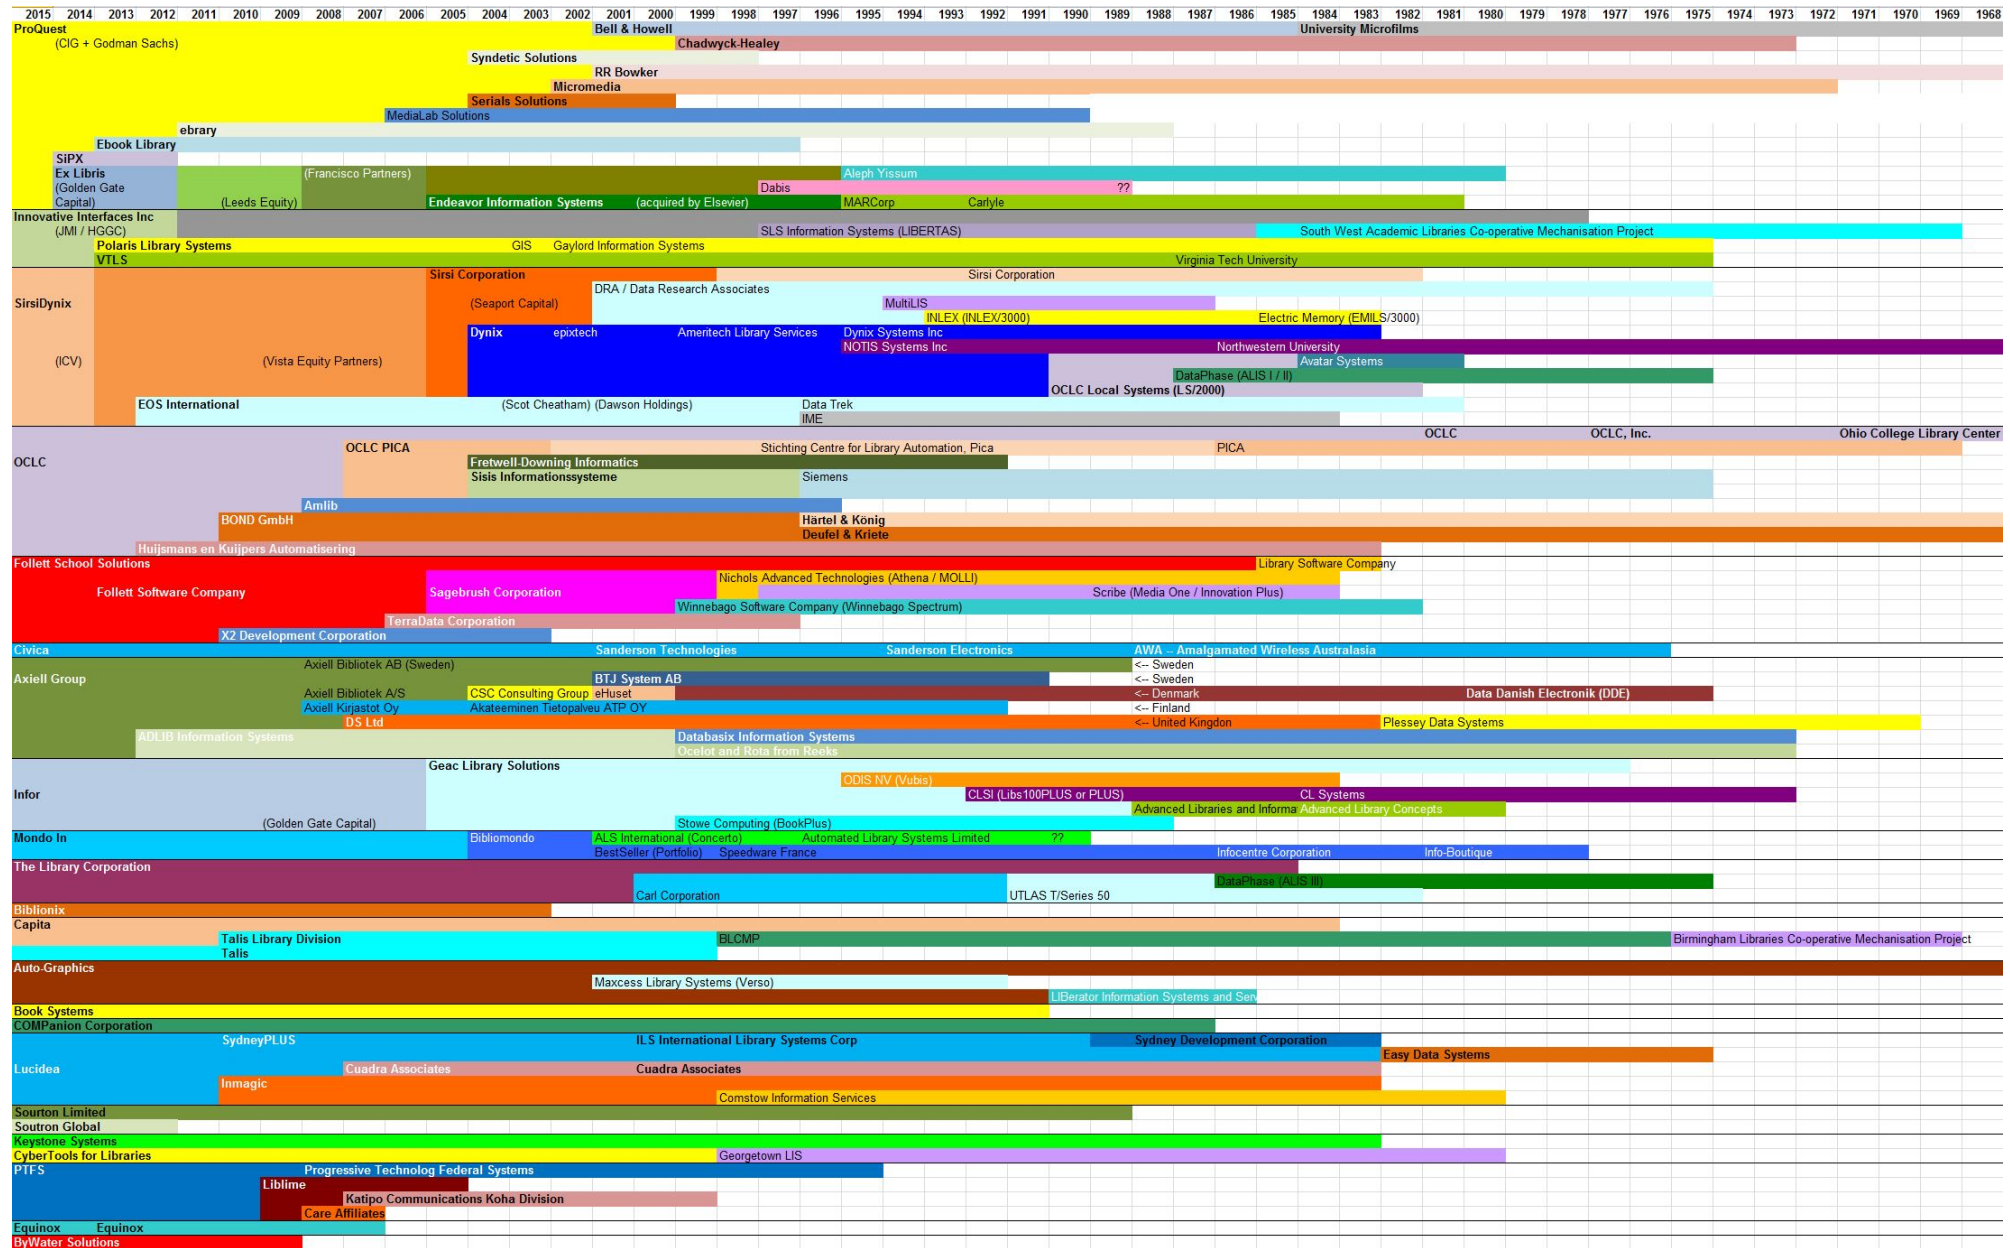 2015 2014 2013 2012 2011 2010 2009 2008 2007 2006 2005 2004 2003 2002 2001 2000 1999 1998 1997 1996 1995 1994 1993 1992 1991 1990 1989 1988 1987 1986 1985 1984 1983 1982 1981 1980 1979 1978 1977 1976 1975 1974 1973 1972 1971 1970 1969 1968
ProQuest Bell & Howell University Microfilms
(CIG + Godman Sachs) Chadwyck-Healey
Syndetic Solutions
RR Bowker
Micromedia
Serials Solutions
MediaLab Solutions
ebrary
Ebook Library
SiPX
Ex Libris (Francisco Partners) Aleph Yissum
(Golden Gate Dabis ??
Capital) (Leeds Equity) Endeavor Information Systems (acquired by Elsevier) MARCorp Carlyle
Innovative Interfaces Inc
(JMI / HGGC) SLS Information Systems (LIBERTAS) South West Academic Libraries Co-operative Mechanisation Project
Polaris Library Systems GIS Gaylord Information Systems
VTLS Virginia Tech University
Sirsi Corporation Sirsi Corporation
DRA / Data Research Associates
SirsiDynix (Seaport Capital) MultiLIS
INLEX (INLEX/3000) Electric Memory (EMILS/3000)
Dynix epixtech Ameritech Library Services Dynix Systems Inc
NOTIS Systems Inc Northwestern University
(ICV) (Vista Equity Partners) Avatar Systems
DataPhase (ALIS I / II)
OCLC Local Systems (LS/2000)
EOS International (Scot Cheatham) (Dawson Holdings) Data Trek
IME
OCLC OCLC, Inc. Ohio College Library Center
OCLC PICA Stichting Centre for Library Automation, Pica PICA
OCLC Fretwell-Downing Informatics
Sisis Informationssysteme Siemens
Amlib
BOND GmbH Härtel & König
Deufel & Kriete
Huijsmans en Kuijpers Automatisering
Follett School Solutions Library Software Company
Nichols Advanced Technologies (Athena / MOLLI)
Follett Software Company Sagebrush Corporation Scribe (Media One / Innovation Plus)
Winnebago Software Company (Winnebago Spectrum)
TerraData Corporation
X2 Development Corporation
Civica Sanderson Technologies Sanderson Electronics AWA -- Amalgamated Wireless Australasia
Axiell Bibliotek AB (Sweden) <-- Sweden
Axiell Group BTJ System AB <-- Sweden
Axiell Bibliotek A/S CSC Consulting Group eHuset <-- Denmark Data Danish Electronik (DDE)
Axiell Kirjastot Oy Akateeminen Tietopalveu ATP OY <-- Finland
DS Ltd <-- United Kingdon Plessey Data Systems
ADLIB Information Systems Databasix Information Systems
Ocelot and Rota from Reeks
Geac Library Solutions
ODIS NV (Vubis)
Infor CLSI (Libs100PLUS or PLUS) CL Systems
Advanced Libraries and Informa Advanced Library Concepts
(Golden Gate Capital) Stowe Computing (BookPlus)
Mondo In Bibliomondo ALS International (Concerto) Automated Library Systems Limited ??
BestSeller (Portfolio) Speedware France Infocentre Corporation Info-Boutique
The Library Corporation
DataPhase (ALIS III)
Carl Corporation UTLAS T/Series 50
Biblionix
Capita
Talis Library Division BLCMP Birmingham Libraries Co-operative Mechanisation Project
Talis
Auto-Graphics
Maxcess Library Systems (Verso)
LIBerator Information Systems and Serv
Book Systems
COMPanion Corporation
SydneyPLUS ILS International Library Systems Corp Sydney Development Corporation
Easy Data Systems
Lucidea Cuadra Associates Cuadra Associates
Inmagic
Comstow Information Services
Sourton Limited
Soutron Global
Keystone Systems
CyberTools for Libraries Georgetown LIS
PTFS Progressive Technolog Federal Systems
Liblime
Katipo Communications Koha Division
Care Affiliates
Equinox Equinox
ByWater Solutions